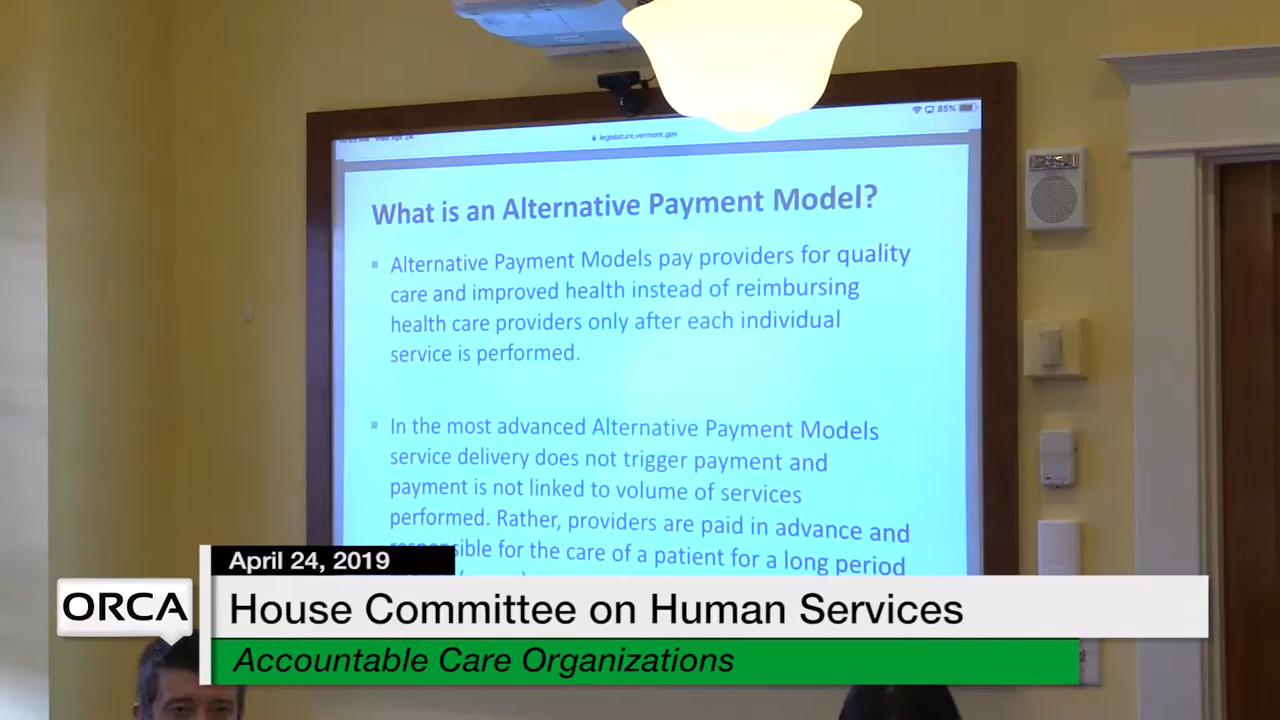 85%
legislature.vermont.gov
What is an Alternative Payment Model?
Alternative Payment Models pay providers for quality
care and improved health instead of reimbursing
health care providers only after each individual
service is performed.
In the most advanced Alternative Payment Models
service delivery does not trigger payment and
payment is not linked to volume of services
performed. Rather, providers are paid in advance and
responsible for the care of a patient for a long period
April 24, 2019
ORCA
House Committee on Human Services
Accountable Care Organizations